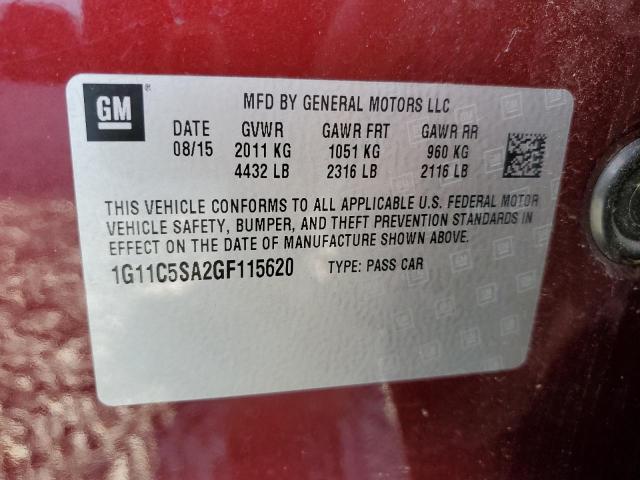 GM
MFD BY GENERAL MOTORS LLC
DATE GVWR GAWR FRT GAWR RR
08/15 2011 KG 1051 KG 960 KG
4432 LB 2316 LB 2116 LB
THIS VEHICLE CONFORMS TO ALL APPLICABLE U.S. FEDERAL MOTOR
VEHICLE SAFETY, BUMPER, AND THEFT PREVENTION STANDARDS IN
EFFECT ON THE DATE OF MANUFACTURE SHOWN ABOVE.
1G11C5SA2GF115620 TYPE: PASS CAR